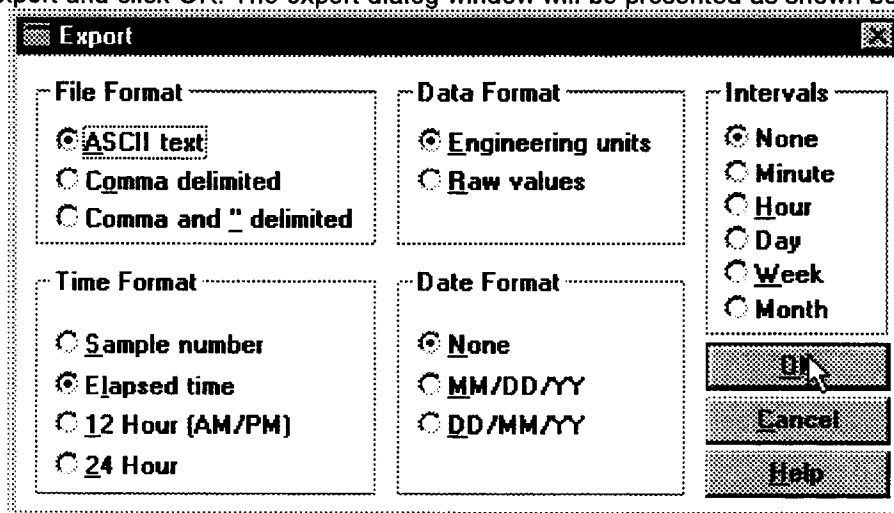 xport and click OK. The export dialog window will be presented as shown be
Export
File Format
ASCII text
Comma delimited
Comma and " delimited
Data Format
Engineering units
Raw values
Intervals
None
Minute
Hour
Day
Week
Month
Time Format
Sample number
Elapsed time
12 Hour (AM/PM)
24 Hour
Date Format
None
MM/DD/YY
DD/MM/YY
OK
Cancel
Help